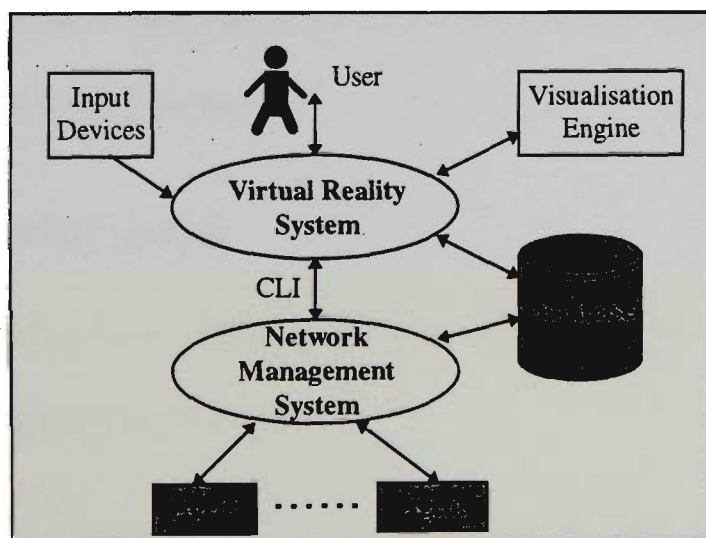 User
Input
Devices
Visualisation
Engine
Virtual Reality
System
CLI
Network
Management
System